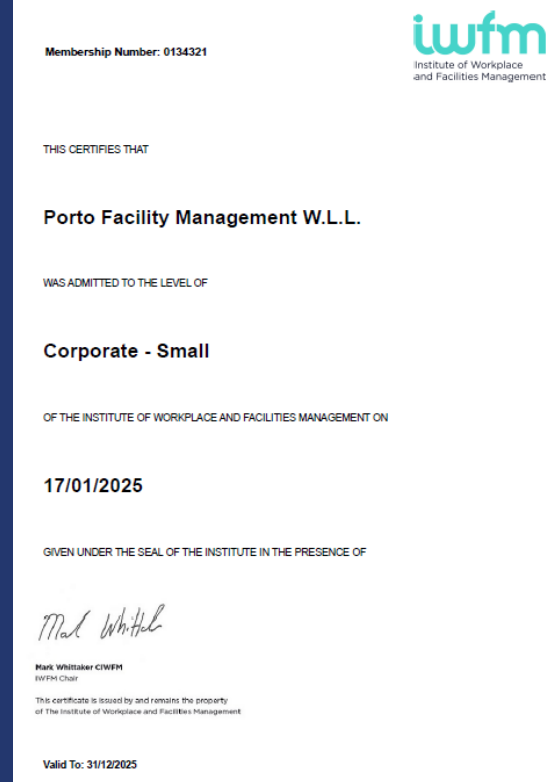 Membership Number: 0134321
iwfm
Institute of Workplace
and Facilities Management
THIS CERTIFIES THAT
Porto Facility Management W.L.L.
WAS ADMITTED TO THE LEVEL OF
Corporate - Small
OF THE INSTITUTE OF WORKPLACE AND FACILITIES MANAGEMENT ON
17/01/2025
GIVEN UNDER THE SEAL OF THE INSTITUTE IN THE PRESENCE OF
Mark Whittaker CIWFM
IWFM Chair
This certificate is issued by and remains the property
of The Institute of Workplace and Facilities Management
Valid To: 31/12/2025